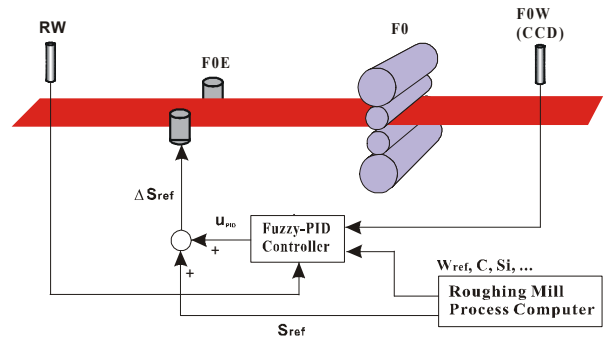 RW
F0E
F0
F0W
(CCD)
ΔSref
uPID
+
+
Fuzzy-PID
Controller
Wref, C, Si, ...
Roughing Mill
Process Computer
Sref